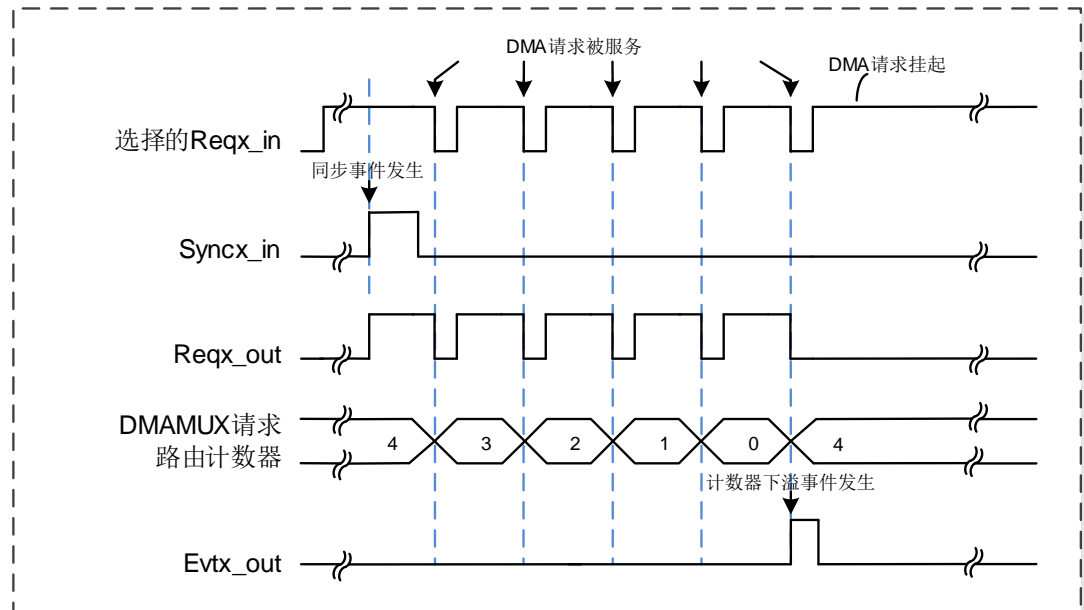 DMA请求被服务
DMA请求挂起
选择的Reqx_in
同步事件发生
Syncx_in
Reqx_out
DMAMUX请求
路由计数器
4 3 2 1 0 4
计数器下溢事件发生
Evtx_out